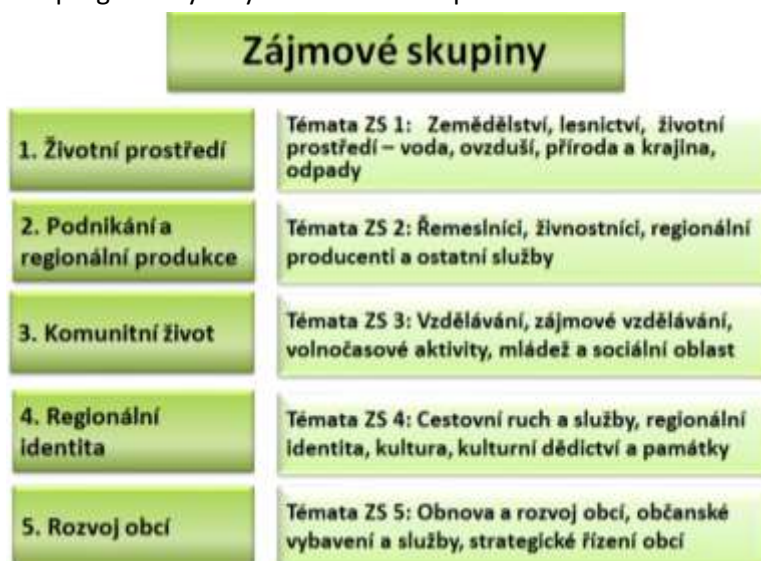 Zájmové skupiny
1. Životní prostředí
Témata ZS 1: Zemědělství, lesnictví, životní
prostředí – voda, ovzduší, příroda a krajina,
odpady
2. Podnikání a
regionální produkce
Témata ZS 2: Řemeslníci, živnostníci, regionální
producenti a ostatní služby
3. Komunitní život
Témata ZS 3: Vzdělávání, zájmové vzdělávání,
volnočasové aktivity, mládež a sociální oblast
4. Regionální
identita
Témata ZS 4: Cestovní ruch a služby, regionální
identita, kultura, kulturní dědictví a památky
5. Rozvoj obcí
Témata ZS 5: Obnova a rozvoj obcí, občanské
vybavení a služby, strategické řízení obcí